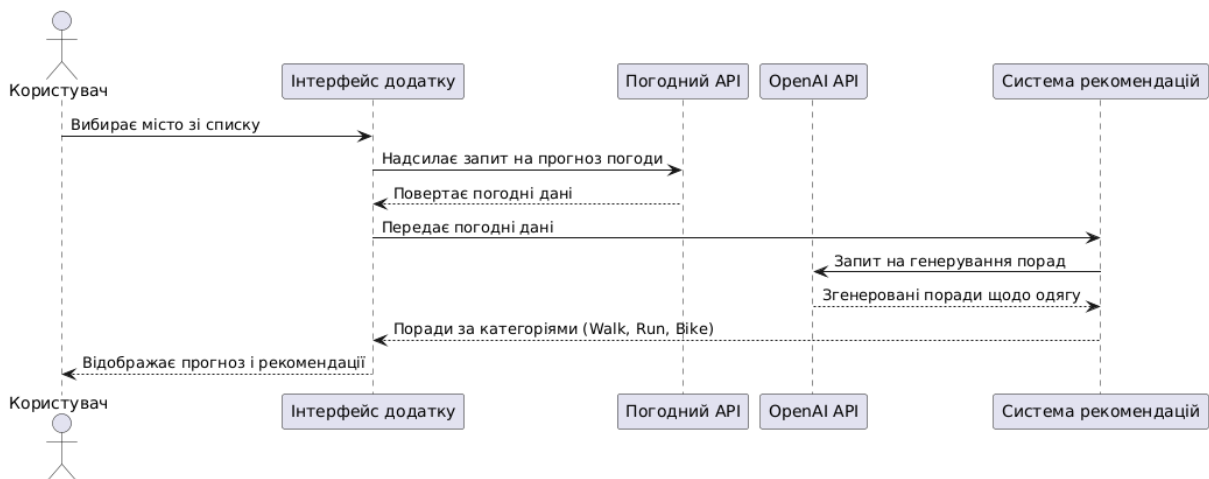 Користувач
Інтерфейс додатку
Погодний API
OpenAI API
Система рекомендацій
Вибирає місто зі списку
Надсилає запит на прогноз погоди
Повертає погодні дані
Передає погодні дані
Запит на генерування порад
Згенеровані поради щодо одягу
Поради за категоріями (Walk, Run, Bike)
Відображає прогноз і рекомендації
Користувач
Інтерфейс додатку
Погодний API
OpenAI API
Система рекомендацій